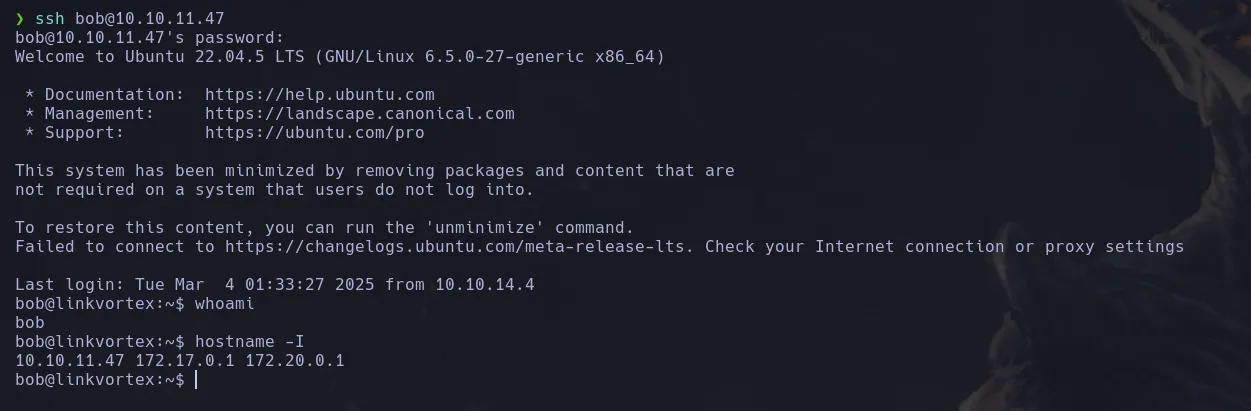 ❯ ssh bob@10.10.11.47
bob@10.10.11.47's password:
Welcome to Ubuntu 22.04.5 LTS (GNU/Linux 6.5.0-27-generic x86_64)

 * Documentation:  https://help.ubuntu.com
 * Management:     https://landscape.canonical.com
 * Support:        https://ubuntu.com/pro

This system has been minimized by removing packages and content that are
not required on a system that users do not log into.

To restore this content, you can run the 'unminimize' command.
Failed to connect to https://changelogs.ubuntu.com/meta-release-lts. Check your Internet connection or proxy settings

Last login: Tue Mar  4 01:33:27 2025 from 10.10.14.4
bob@linkvortex:~$ whoami
bob
bob@linkvortex:~$ hostname -I
10.10.11.47 172.17.0.1 172.20.0.1
bob@linkvortex:~$